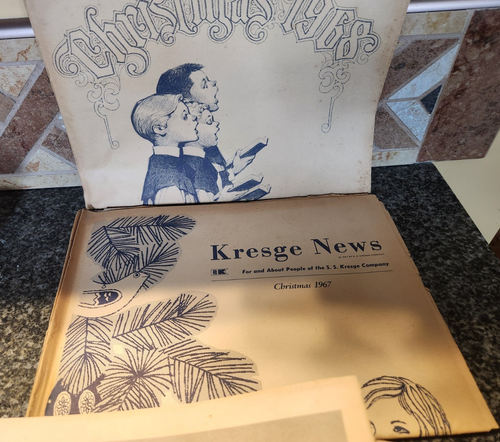 Christmas 1968
Kresge News
For and About People of the S. S. Kresge Company
Christmas 1967